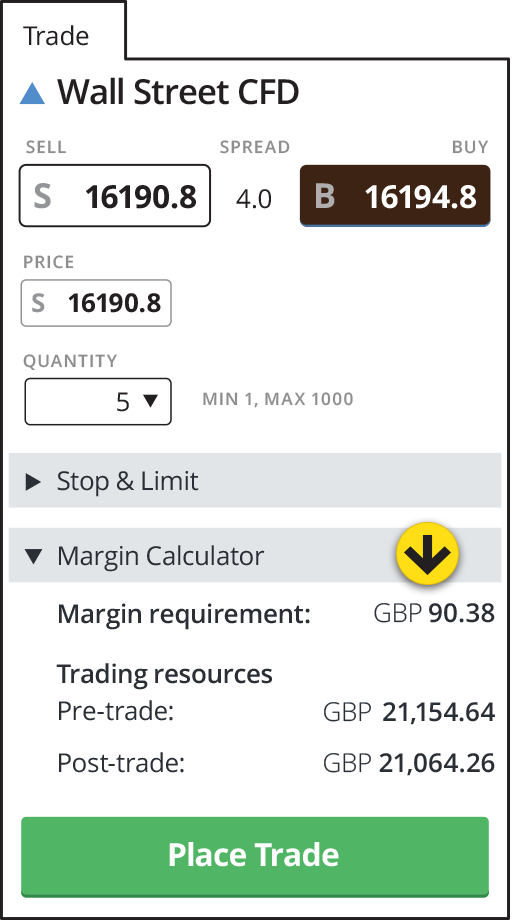 Trade
Wall Street CFD
SELL SPREAD BUY
S 16190.8 4.0 B 16194.8
PRICE
S 16190.8
QUANTITY
5 MIN 1, MAX 1000
Stop & Limit
Margin Calculator
Margin requirement: GBP 90.38
Trading resources
Pre-trade: GBP 21,154.64
Post-trade: GBP 21,064.26
Place Trade